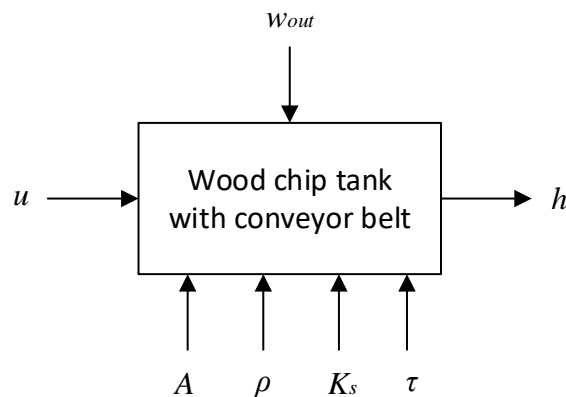 wout
u
Wood chip tank
with conveyor belt
h
A ρ Ks τ